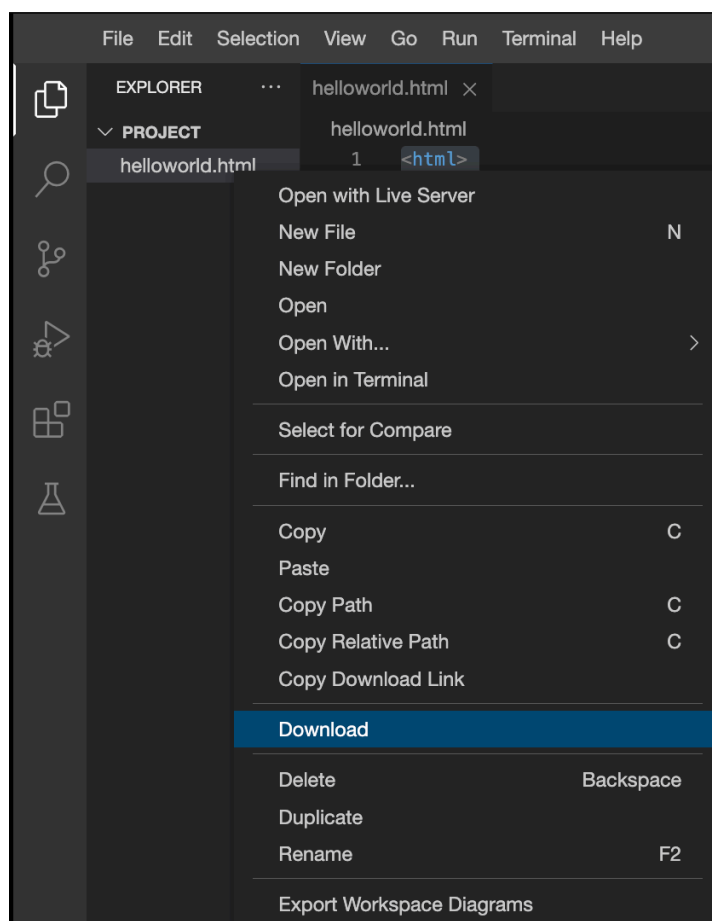 File Edit Selection View Go Run Terminal Help
EXPLORER ··· helloworld.html ×
PROJECT
helloworld.html
helloworld.html
1 <html>
Open with Live Server
New File N
New Folder
Open
Open With...
Open in Terminal
Select for Compare
Find in Folder...
Copy C
Paste
Copy Path C
Copy Relative Path C
Copy Download Link
Download
Delete Backspace
Duplicate
Rename F2
Export Workspace Diagrams